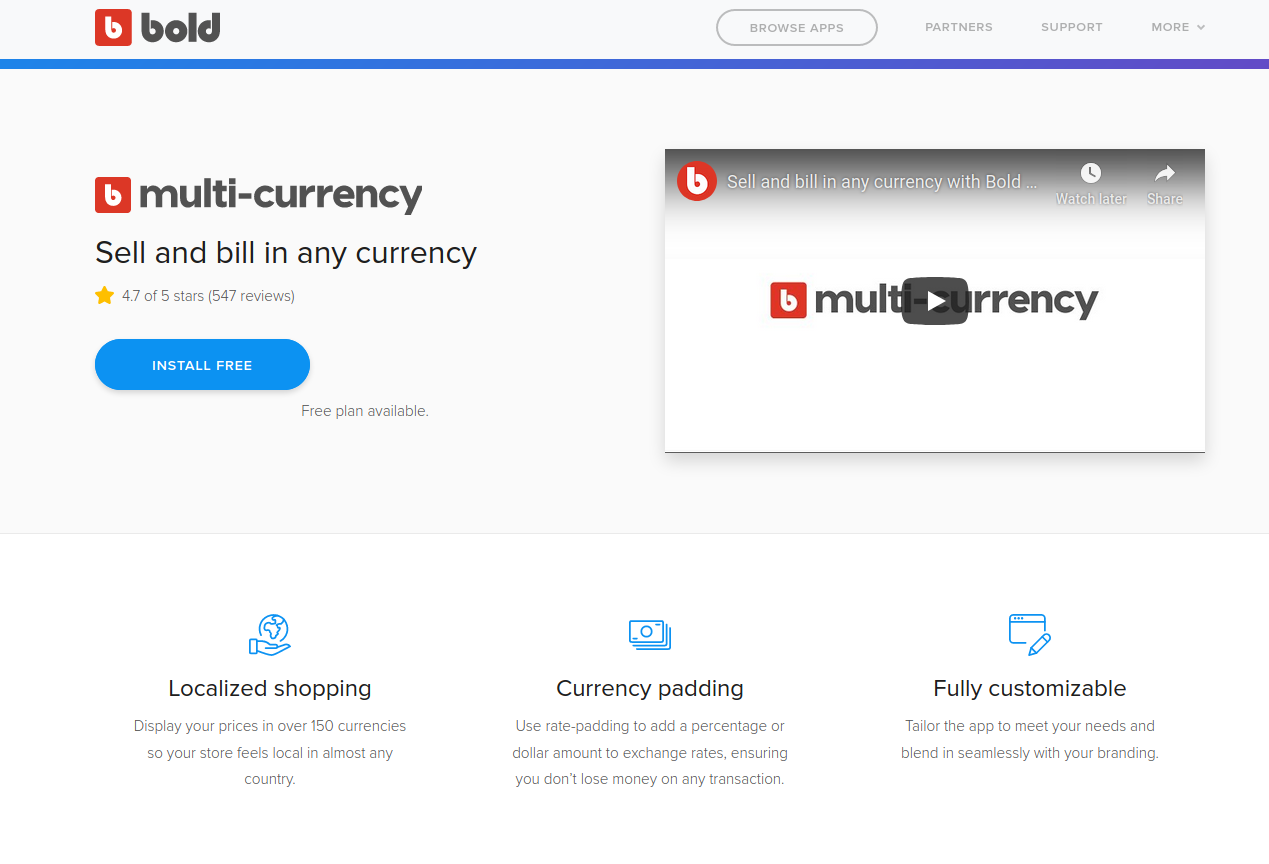 b bold
BROWSE APPS
PARTNERS
SUPPORT
MORE
b multi-currency
Sell and bill in any currency
4.7 of 5 stars (547 reviews)
INSTALL FREE
Free plan available.
b Sell and bill in any currency with Bold ...
Watch later
Share
b multi-currency
Localized shopping
Display your prices in over 150 currencies
so your store feels local in almost any
country.
Currency padding
Use rate-padding to add a percentage or
dollar amount to exchange rates, ensuring
you don’t lose money on any transaction.
Fully customizable
Tailor the app to meet your needs and
blend in seamlessly with your branding.